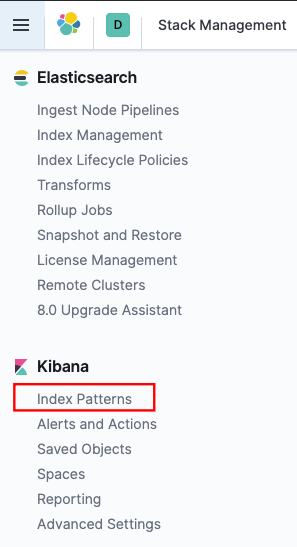 D
Stack Management
Elasticsearch
Ingest Node Pipelines
Index Management
Index Lifecycle Policies
Transforms
Rollup Jobs
Snapshot and Restore
License Management
Remote Clusters
8.0 Upgrade Assistant
Kibana
Index Patterns
Alerts and Actions
Saved Objects
Spaces
Reporting
Advanced Settings